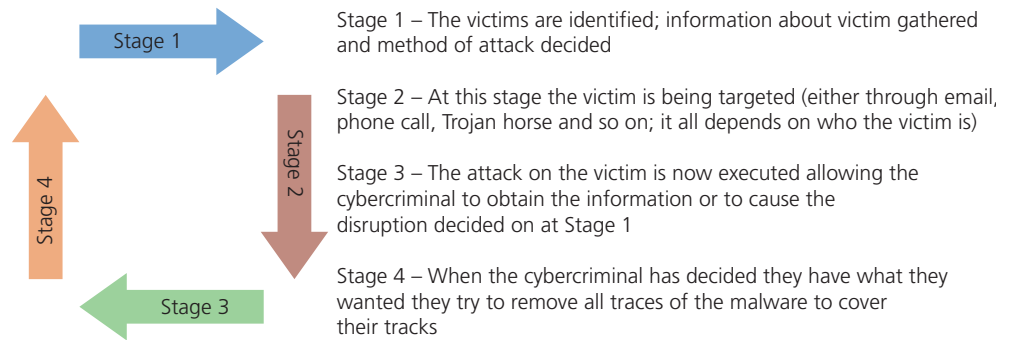 Stage 1
Stage 2
Stage 3
Stage 4
Stage 1 – The victims are identified; information about victim gathered
and method of attack decided
Stage 2 – At this stage the victim is being targeted (either through email,
phone call, Trojan horse and so on; it all depends on who the victim is)
Stage 3 – The attack on the victim is now executed allowing the
cybercriminal to obtain the information or to cause the
disruption decided on at Stage 1
Stage 4 – When the cybercriminal has decided they have what they
wanted they try to remove all traces of the malware to cover
their tracks